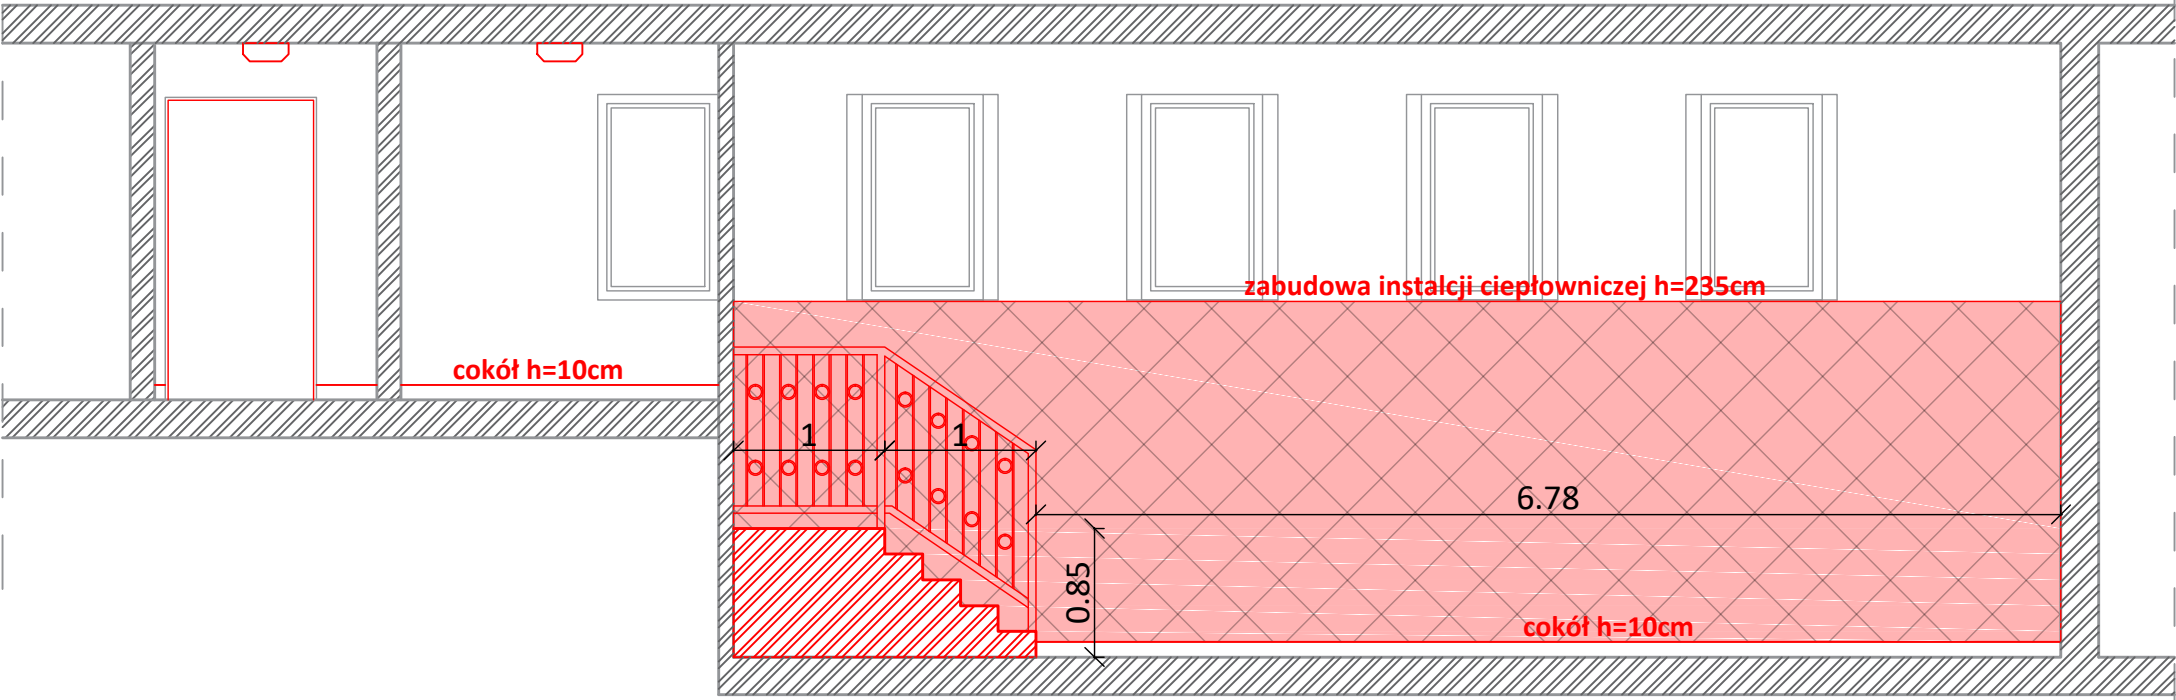 zabudowa instalcji ciepłowniczej h=235cm
cokół h=10cm
1
1
6.78
0.85
cokół h=10cm